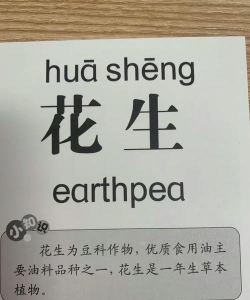 huā shēng
花生
earthpea
小知识
花生为豆科作物，优质食用油主
要油料品种之一，花生是一年生草本
植物。